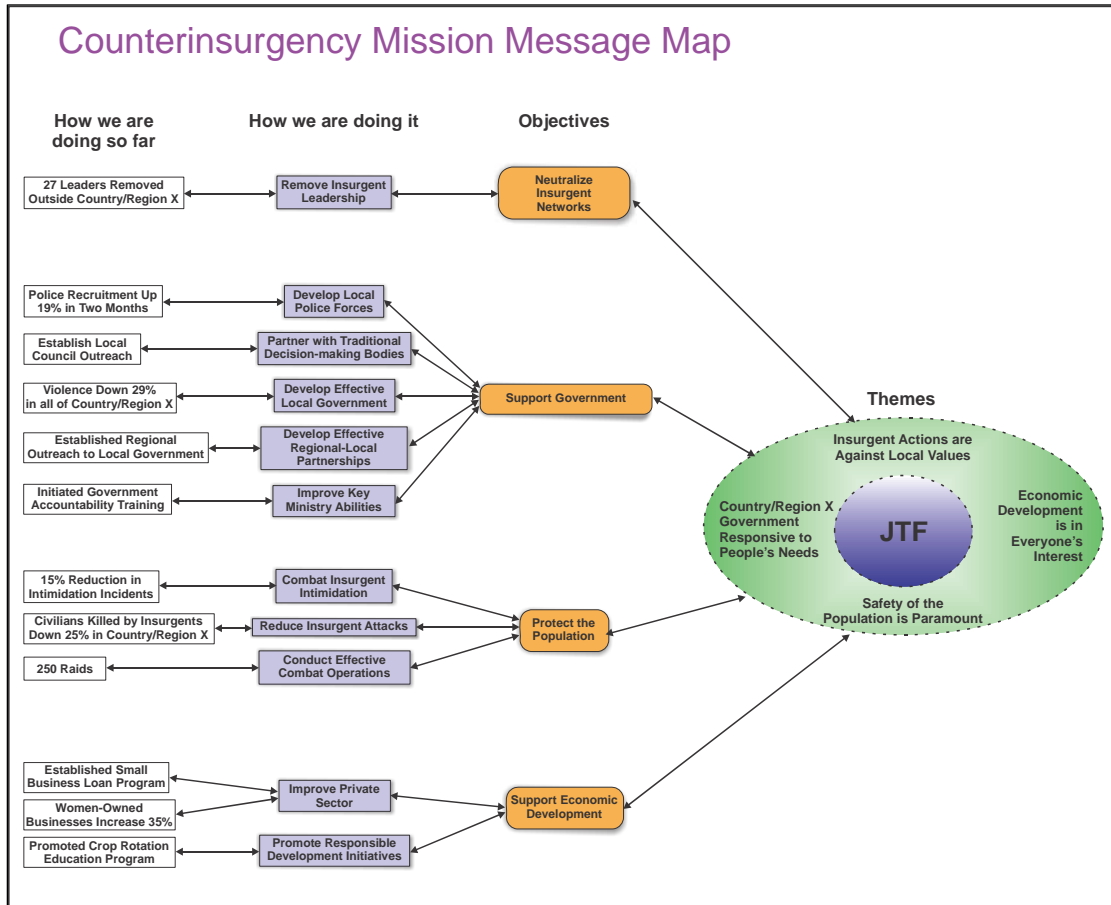 Counterinsurgency Mission Message Map
How we are
doing so far
How we are doing it
Objectives
27 Leaders Removed
Outside Country/Region X
Remove Insurgent
Leadership
Neutralize
Insurgent
Networks
Police Recruitment Up
19% in Two Months
Develop Local
Police Forces
Establish Local
Council Outreach
Partner with Traditional
Decision-making Bodies
Violence Down 29%
in all of Country/Region X
Develop Effective
Local Government
Support Government
Established Regional
Outreach to Local Government
Develop Effective
Regional-Local
Partnerships
Initiated Government
Accountability Training
Improve Key
Ministry Abilities
Themes
Insurgent Actions are
Against Local Values
Country/Region X
Government
Responsive to
People's Needs
JTF
Economic
Development
is in
Everyone's
Interest
Safety of the
Population is Paramount
15% Reduction in
Intimidation Incidents
Combat Insurgent
Intimidation
Civilians Killed by Insurgents
Down 25% in Country/Region X
Reduce Insurgent Attacks
Protect the
Population
250 Raids
Conduct Effective
Combat Operations
Established Small
Business Loan Program
Improve Private
Sector
Women-Owned
Businesses Increase 35%
Support Economic
Development
Promoted Crop Rotation
Education Program
Promote Responsible
Development Initiatives